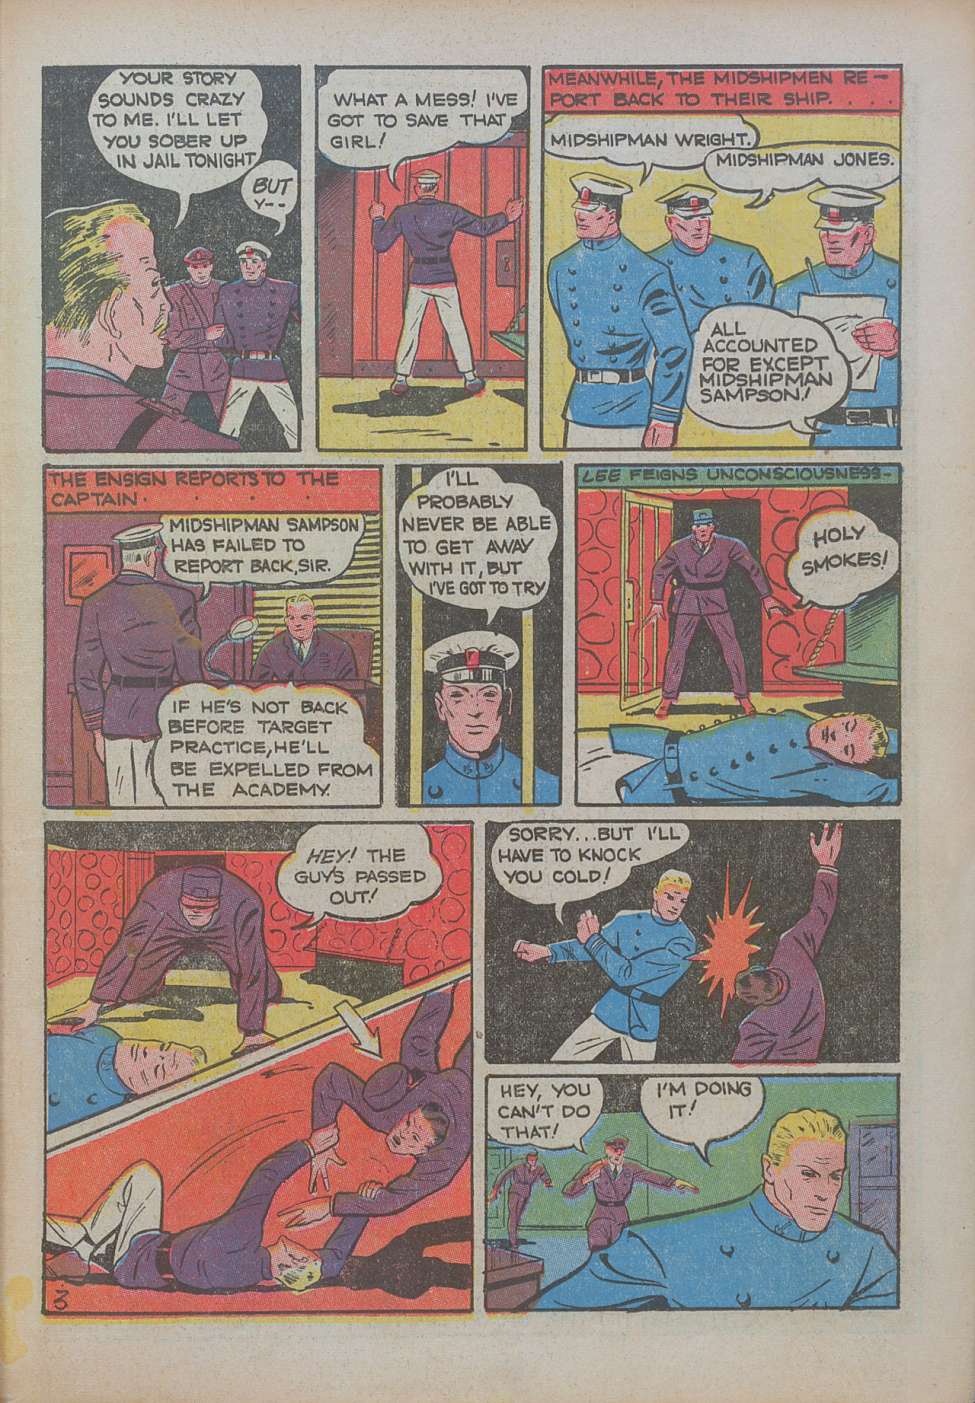 YOUR STORY
SOUNDS CRAZY
TO ME. I'LL LET
YOU SOBER UP
IN JAIL TONIGHT
BUT
Y--
WHAT A MESS! I'VE
GOT TO SAVE THAT
GIRL!
MEANWHILE, THE MIDSHIPMEN RE-
PORT BACK TO THEIR SHIP. . . .
MIDSHIPMAN WRIGHT.
MIDSHIPMAN JONES.
ALL
ACCOUNTED
FOR EXCEPT
MIDSHIPMAN
SAMPSON!
THE ENSIGN REPORTS TO THE
CAPTAIN . . . .
MIDSHIPMAN SAMPSON
HAS FAILED TO
REPORT BACK, SIR.
IF HE'S NOT BACK
BEFORE TARGET
PRACTICE, HE'LL
BE EXPELLED FROM
THE ACADEMY.
I'LL
PROBABLY
NEVER BE ABLE
TO GET AWAY
WITH IT, BUT
I'VE GOT TO TRY
LEE FEIGNS UNCONSCIOUSNESS-
HOLY
SMOKES!
HEY! THE
GUY'S PASSED
OUT!
3
SORRY...BUT I'LL
HAVE TO KNOCK
YOU COLD!
HEY, YOU
CAN'T DO
THAT!
I'M DOING
IT!